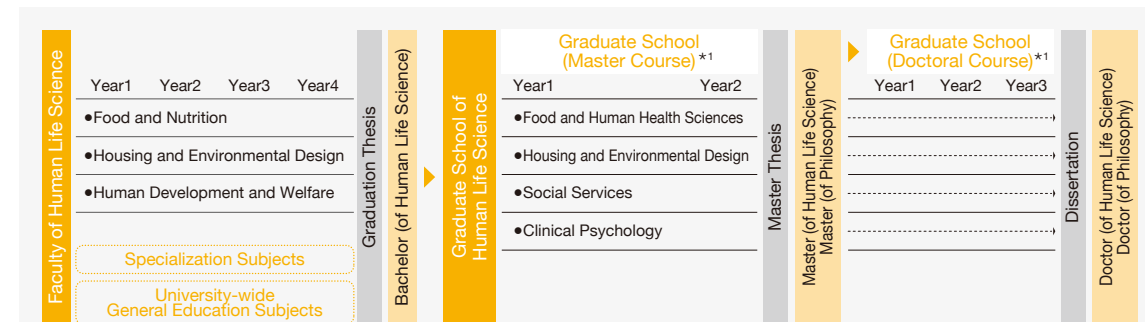 Faculty of Human Life Science
Year1 Year2 Year3 Year4
●Food and Nutrition
●Housing and Environmental Design
●Human Development and Welfare
Specialization Subjects
University-wide
General Education Subjects
Graduation Thesis
Bachelor (of Human Life Science)
Graduate School of
Human Life Science
Graduate School
(Master Course)*1
Year1 Year2
●Food and Human Health Sciences
●Housing and Environmental Design
●Social Services
●Clinical Psychology
Master Thesis
Master (of Human Life Science)
Master (of Philosophy)
Graduate School
(Doctoral Course)*1
Year1 Year2 Year3
Dissertation
Doctor (of Human Life Science)
Doctor (of Philosophy)